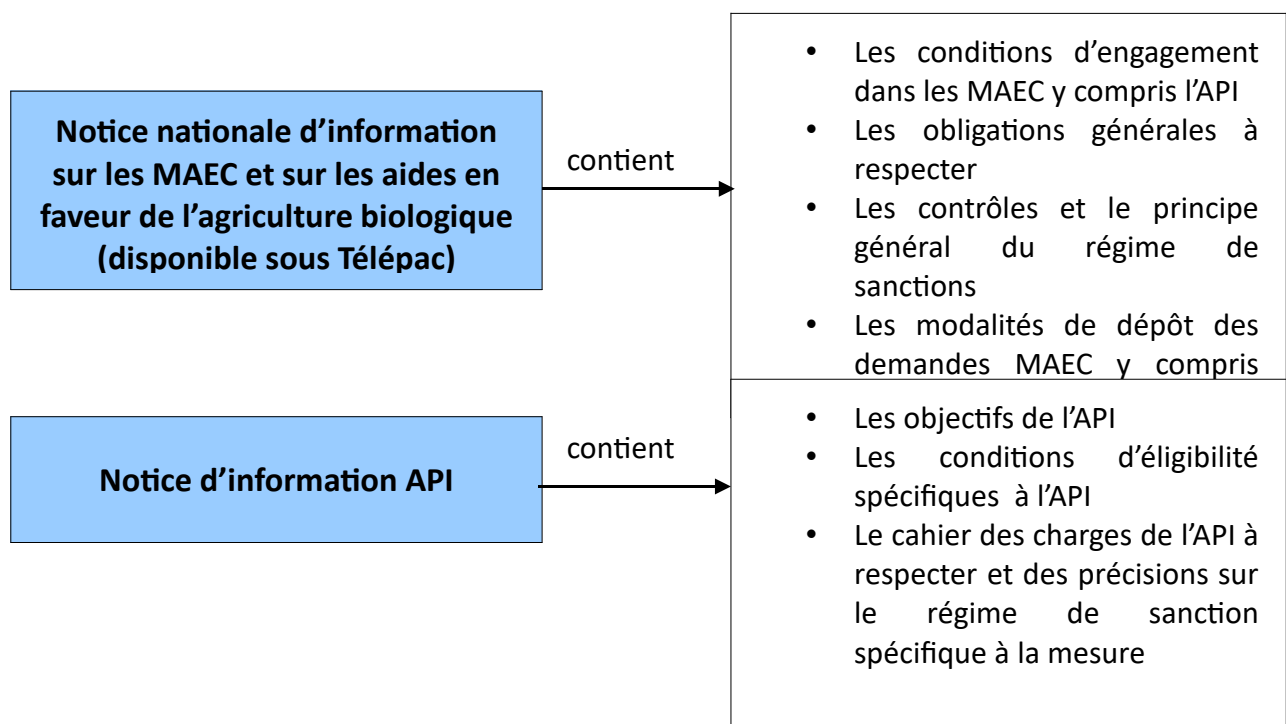 Notice nationale d’information
sur les MAEC et sur les aides en
faveur de l’agriculture biologique
(disponible sous Télépac)
contient
• Les conditions d’engagement
dans les MAEC y compris l’API
• Les obligations générales à
respecter
• Les contrôles et le principe
général du régime de
sanctions
• Les modalités de dépôt des
demandes MAEC y compris
Notice d’information API
contient
• Les objectifs de l’API
• Les conditions d’éligibilité
spécifiques à l’API
• Le cahier des charges de l’API à
respecter et des précisions sur
le régime de sanction
spécifique à la mesure